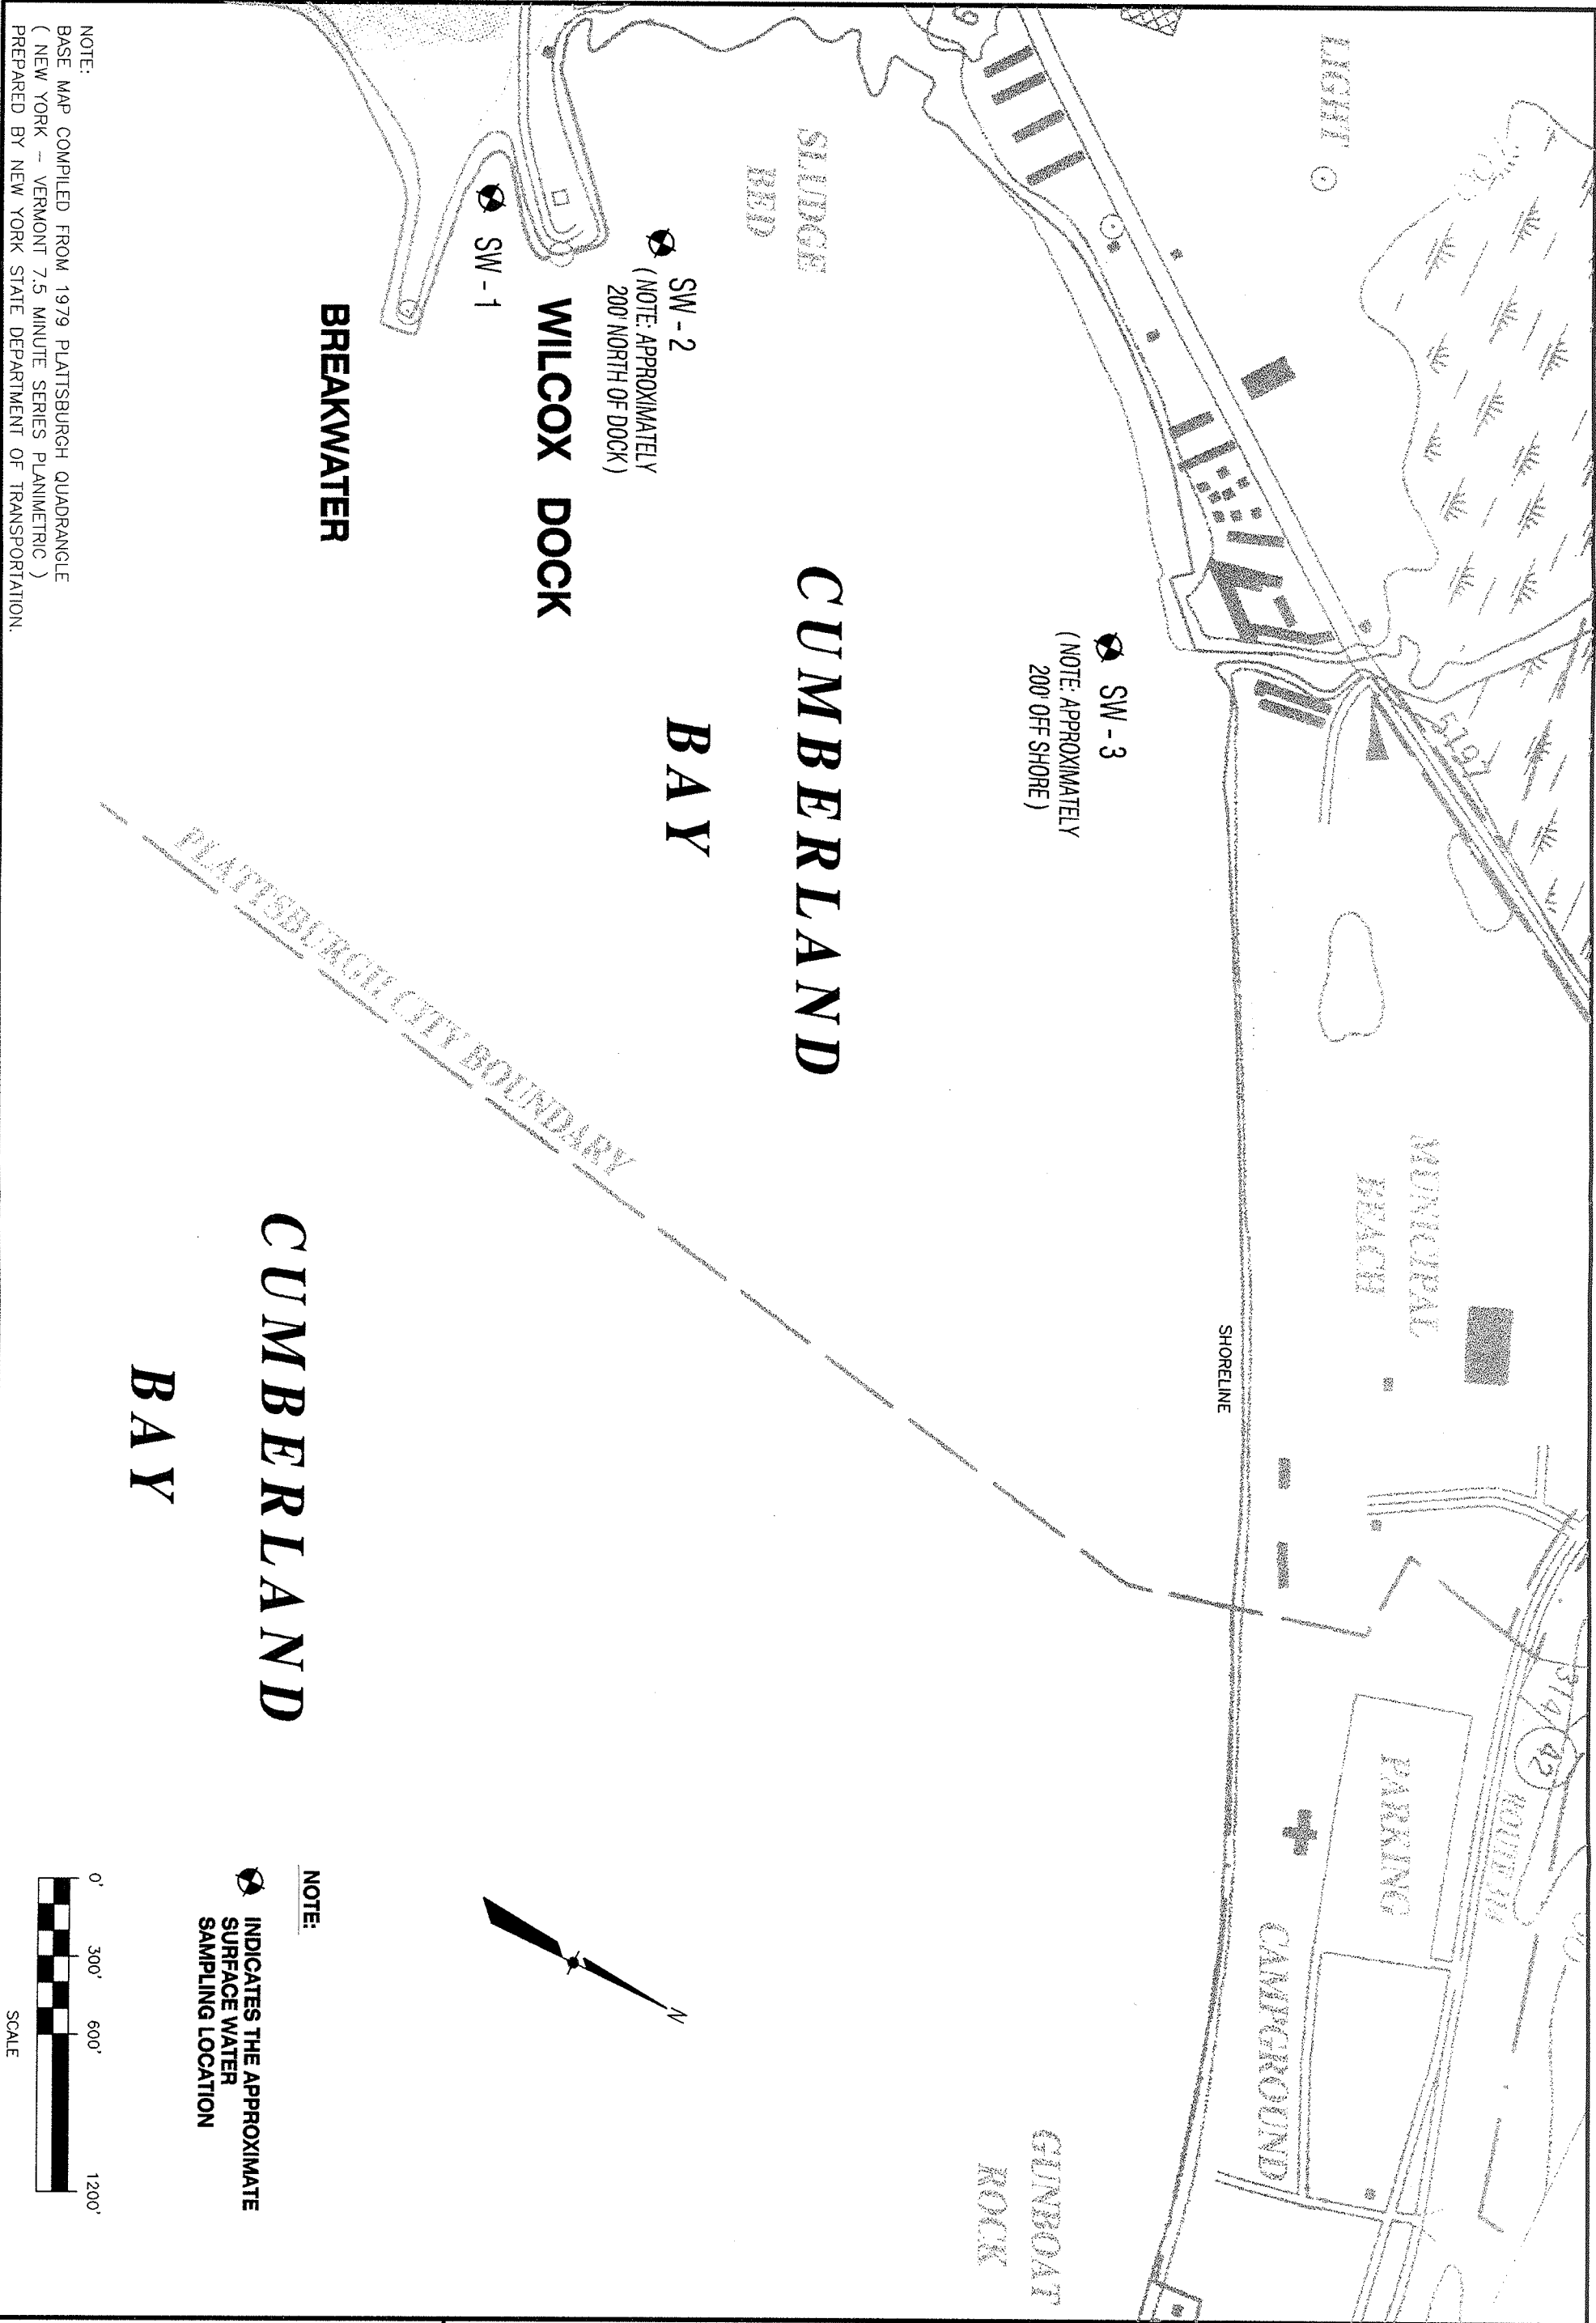 LIGHT
SLUDGE
BED
SW - 2
(NOTE: APPROXIMATELY
200' NORTH OF DOCK)
SW - 1
WILCOX DOCK
BREAKWATER
SW - 3
(NOTE: APPROXIMATELY
200' OFF SHORE)
CUMBERLAND
BAY
PLATTSBURGH CITY BOUNDARY
MUNICIPAL
BEACH
SHORELINE
CUMBERLAND
BAY
314
42
PARKING
CAMPGROUND
GUNBOAT
ROCK
N
NOTE:
INDICATES THE APPROXIMATE
SURFACE WATER
SAMPLING LOCATION
0' 300' 600' 1200'
SCALE
NOTE:
BASE MAP COMPILED FROM 1979 PLATTSBURGH QUADRANGLE
( NEW YORK - VERMONT 7.5 MINUTE SERIES PLANIMETRIC )
PREPARED BY NEW YORK STATE DEPARTMENT OF TRANSPORTATION.